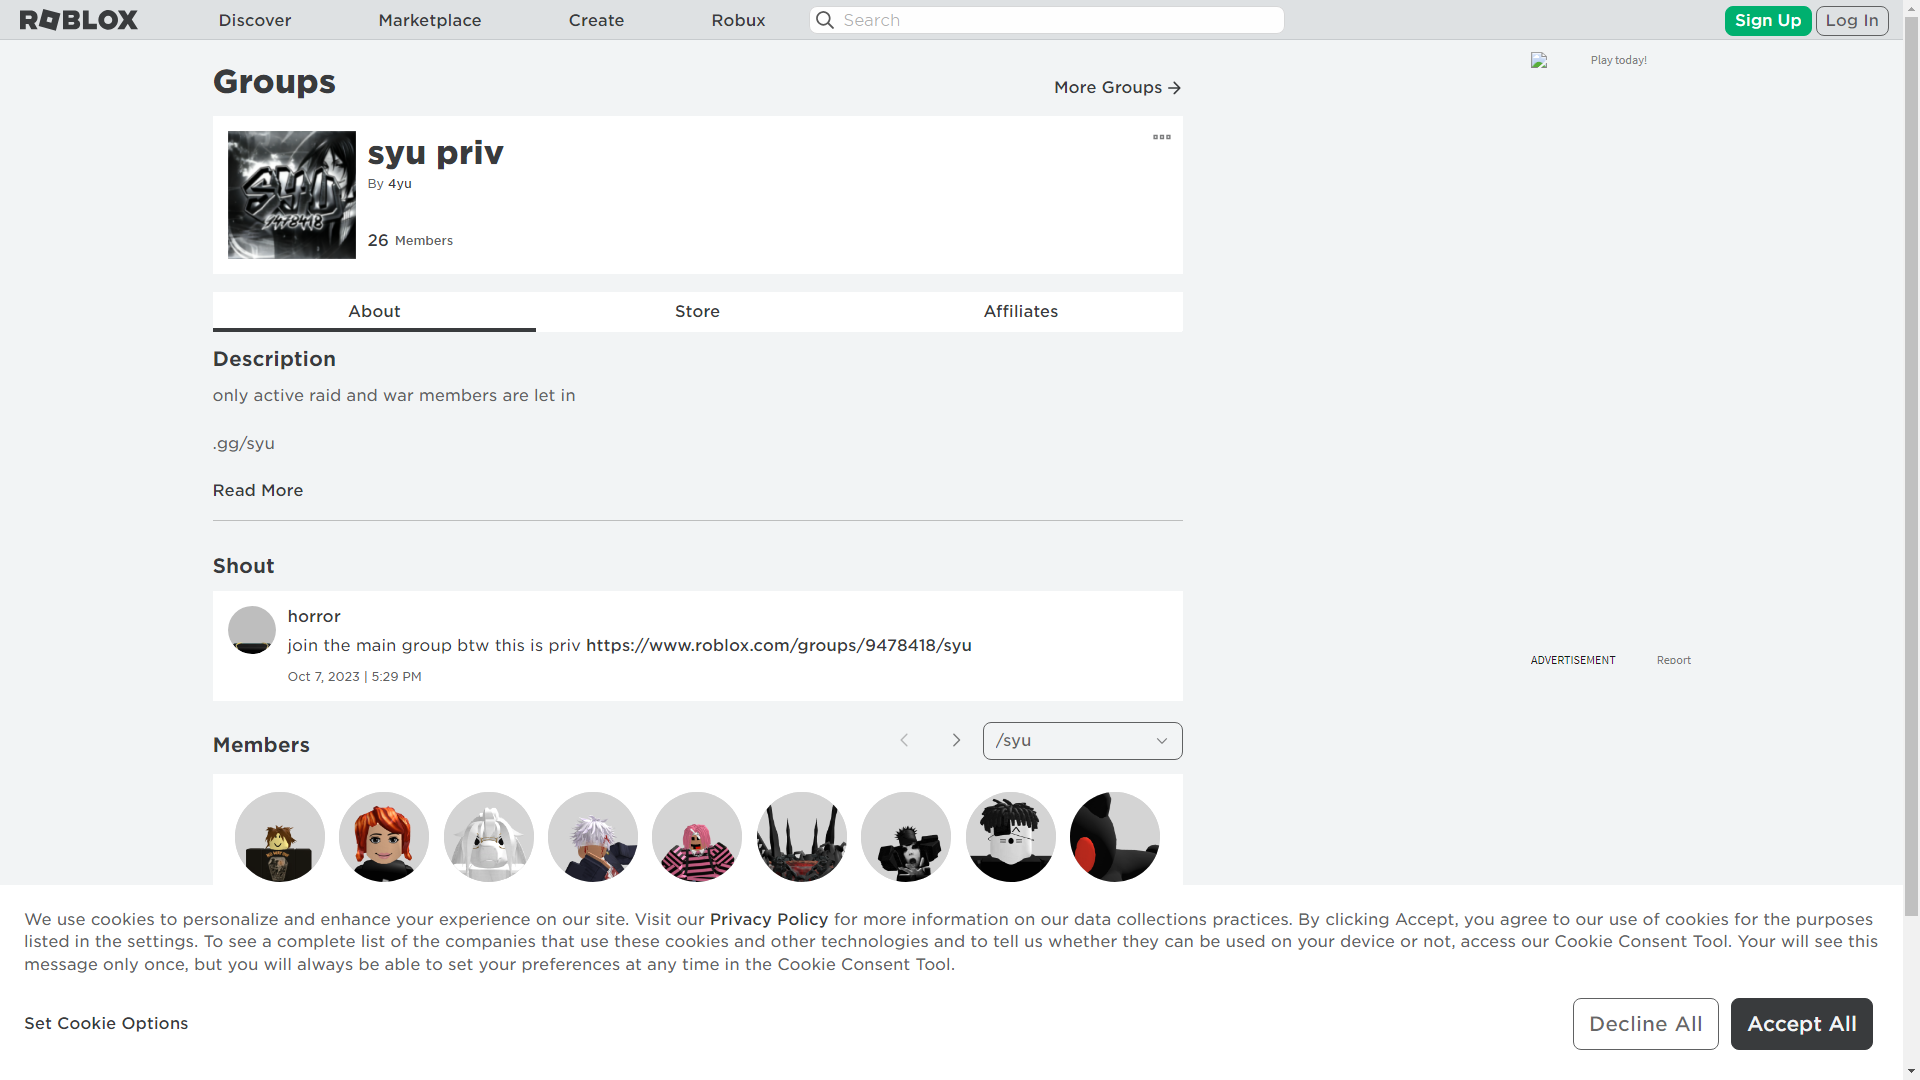 ROBLOX
Discover
Marketplace
Create
Robux
Search
Sign Up
Log In
Groups
More Groups
Play today!
SYU
9478418
syu priv
By 4yu
26 Members
About
Store
Affiliates
Description
only active raid and war members are let in
.gg/syu
Read More
Shout
horror
join the main group btw this is priv https://www.roblox.com/groups/9478418/syu
Oct 7, 2023 | 5:29 PM
ADVERTISEMENT
Report
Members
/syu
We use cookies to personalize and enhance your experience on our site. Visit our Privacy Policy for more information on our data collections practices. By clicking Accept, you agree to our use of cookies for the purposes
listed in the settings. To see a complete list of the companies that use these cookies and other technologies and to tell us whether they can be used on your device or not, access our Cookie Consent Tool. Your will see this
message only once, but you will always be able to set your preferences at any time in the Cookie Consent Tool.
Set Cookie Options
Decline All
Accept All